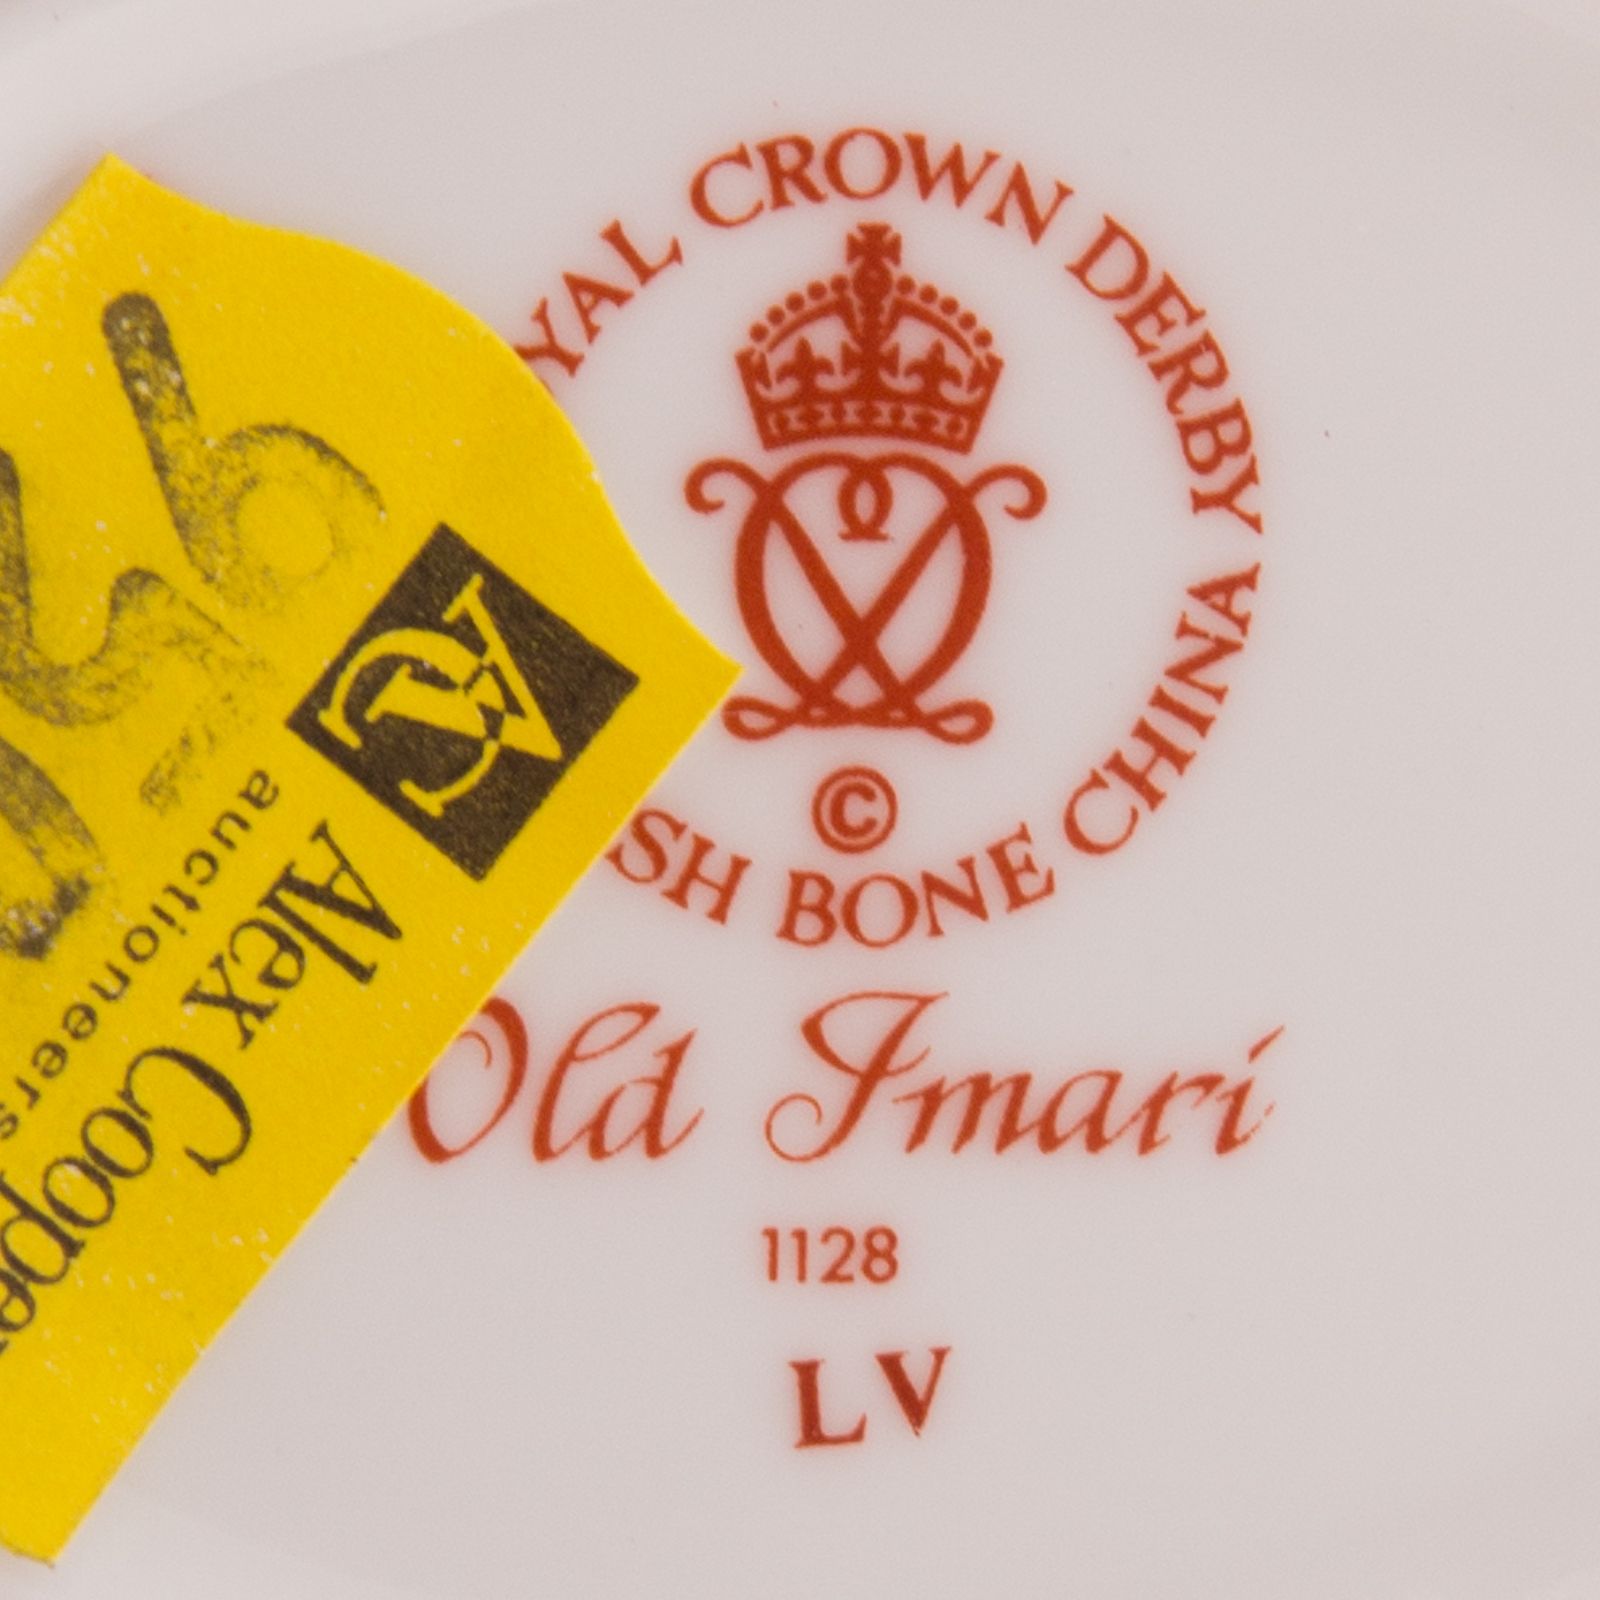 YAL CROWN DERBY
SH BONE CHINA
©
Old Imari
1128
LV
Alex Cooper
auctioneers